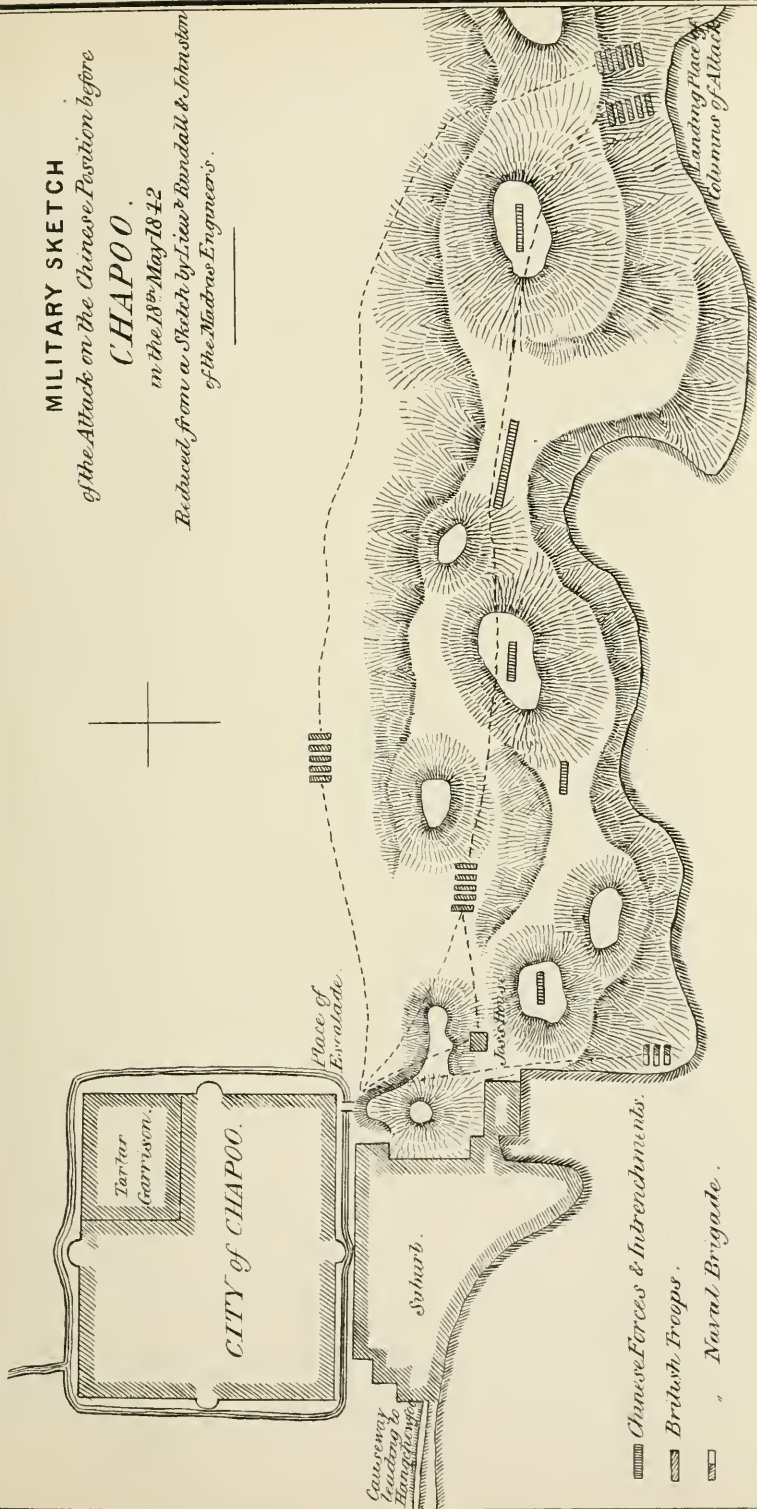 MILITARY SKETCH
of the Attack on the Chinese Position before
CHAPOO.
on the 18th May 1842
Reduced from a Sketch by Lieuts Rundall & Johnston
of the Madras Engineers.
Landing Place of
Columns of Attack
Place of
Escalade.
Joss House
Tartar
Garrison.
CITY of CHAPOO.
Suburb.
Causeway
leading to
Chinese Forces & Intrenchments.
British Troops.
" Naval Brigade.